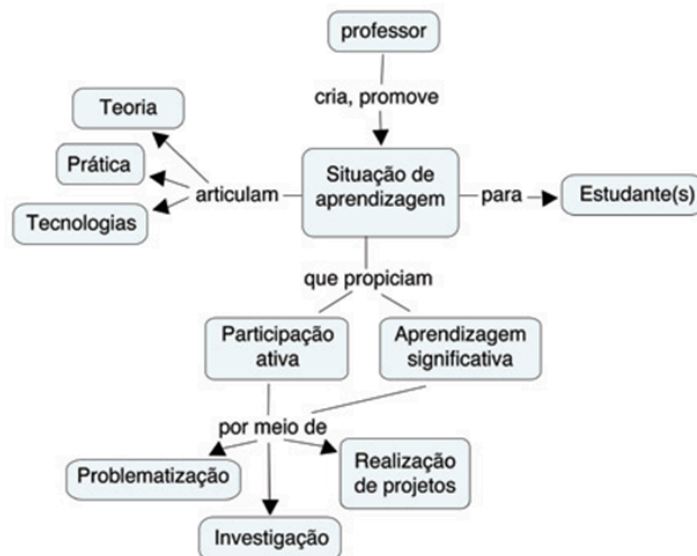 professor
cria, promove
Teoria
Prática
Tecnologias
articulam
Situação de
aprendizagem
para
Estudante(s)
que propiciam
Participação
ativa
Aprendizagem
significativa
por meio de
Problematização
Realização
de projetos
Investigação